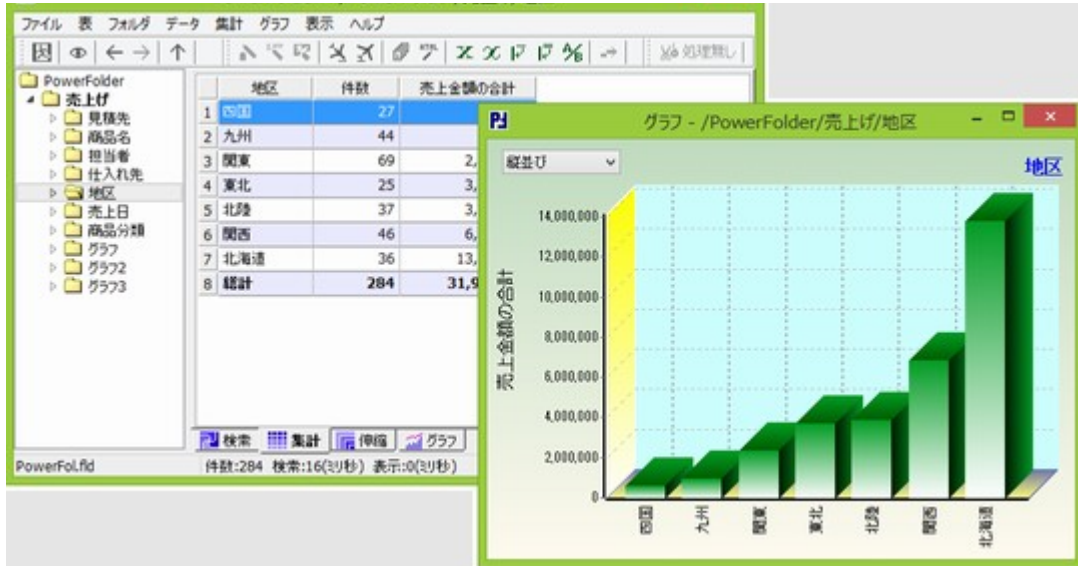 ファイル 表 フォルダ データ 集計 グラフ 表示 ヘルプ
処理無し
PowerFolder
売上げ
見積先
商品名
担当者
仕入れ先
地区
売上日
商品分類
グラフ
グラフ2
グラフ3
地区 件数 売上金額の合計
1 四国 27
2 九州 44
3 関東 69 2,
4 東北 25 3,
5 北陸 37 3,
6 関西 46 6,
7 北海道 36 13,
8 総計 284 31,9
検索 集計 伸縮 グラフ
PowerFol.fld 件数:284 検索:16(ミリ秒) 表示:0(ミリ秒)
グラフ - /PowerFolder/売上げ/地区
縦並び
地区
売上金額の合計
14,000,000
12,000,000
10,000,000
8,000,000
6,000,000
4,000,000
2,000,000
0
四国 九州 関東 東北 北陸 関西 北海道